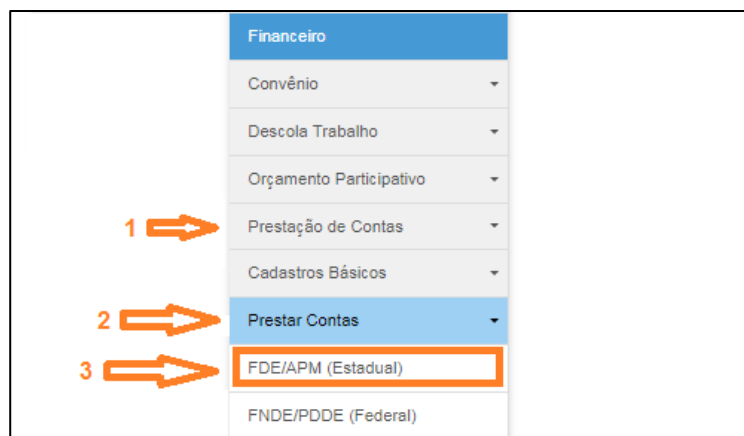 Financeiro
Convênio
Descola Trabalho
Orçamento Participativo
1 Prestação de Contas
Cadastros Básicos
2 Prestar Contas
3 FDE/APM (Estadual)
FNDE/PDDE (Federal)